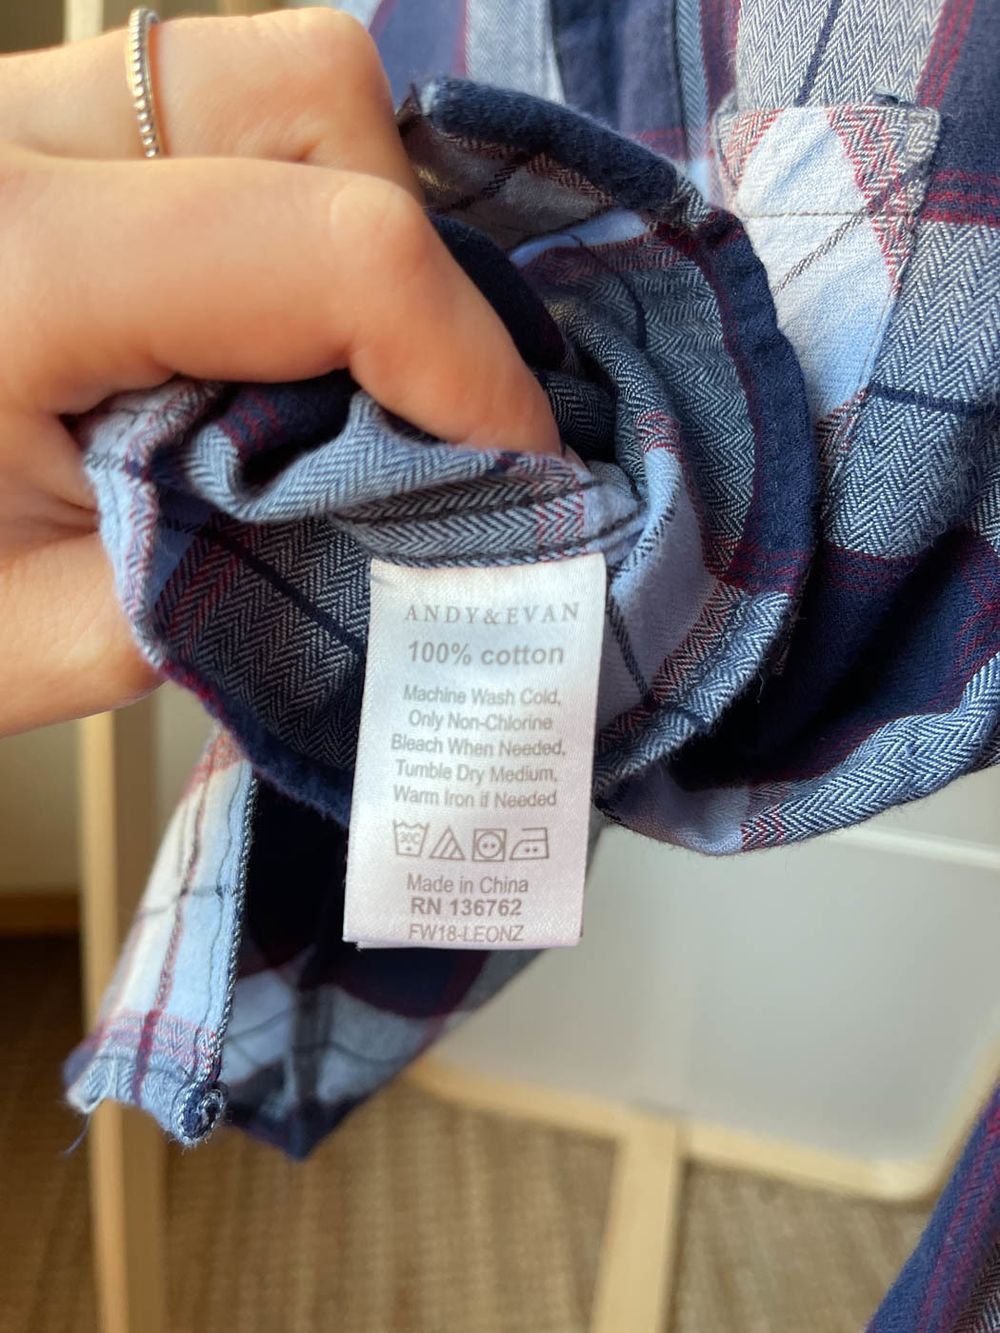 ANDY&EVAN
100% cotton
Machine Wash Cold,
Only Non-Chlorine
Bleach When Needed,
Tumble Dry Medium,
Warm Iron if Needed
30C
Made in China
RN 136762
FW18-LEONZ